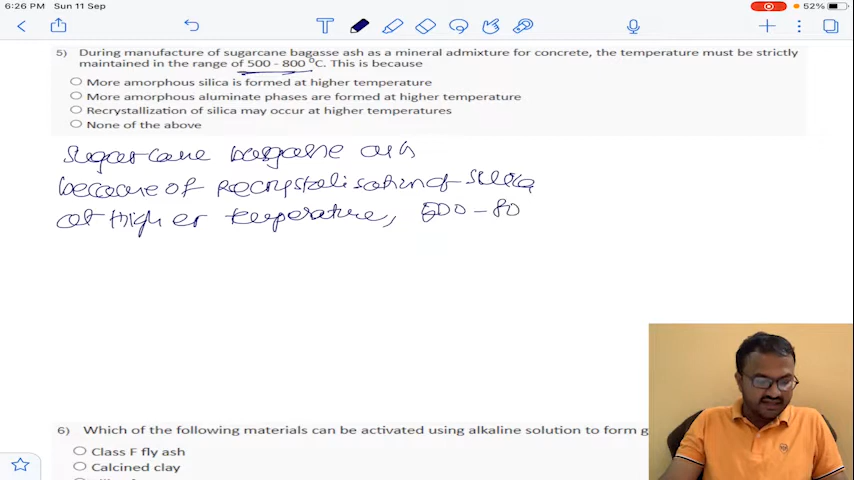 6:26 PM Sun 11 Sep
52%
5) During manufacture of sugarcane bagasse ash as a mineral admixture for concrete, the temperature must be strictly
maintained in the range of 500 - 800 °C. This is because
More amorphous silica is formed at higher temperature
More amorphous aluminate phases are formed at higher temperature
Recrystallization of silica may occur at higher temperatures
None of the above
Sugarcane bagasse ash
because of recrystalisation of silica
at higher temperature, 500 - 80
6) Which of the following materials can be activated using alkaline solution to form g
Class F fly ash
Calcined clay